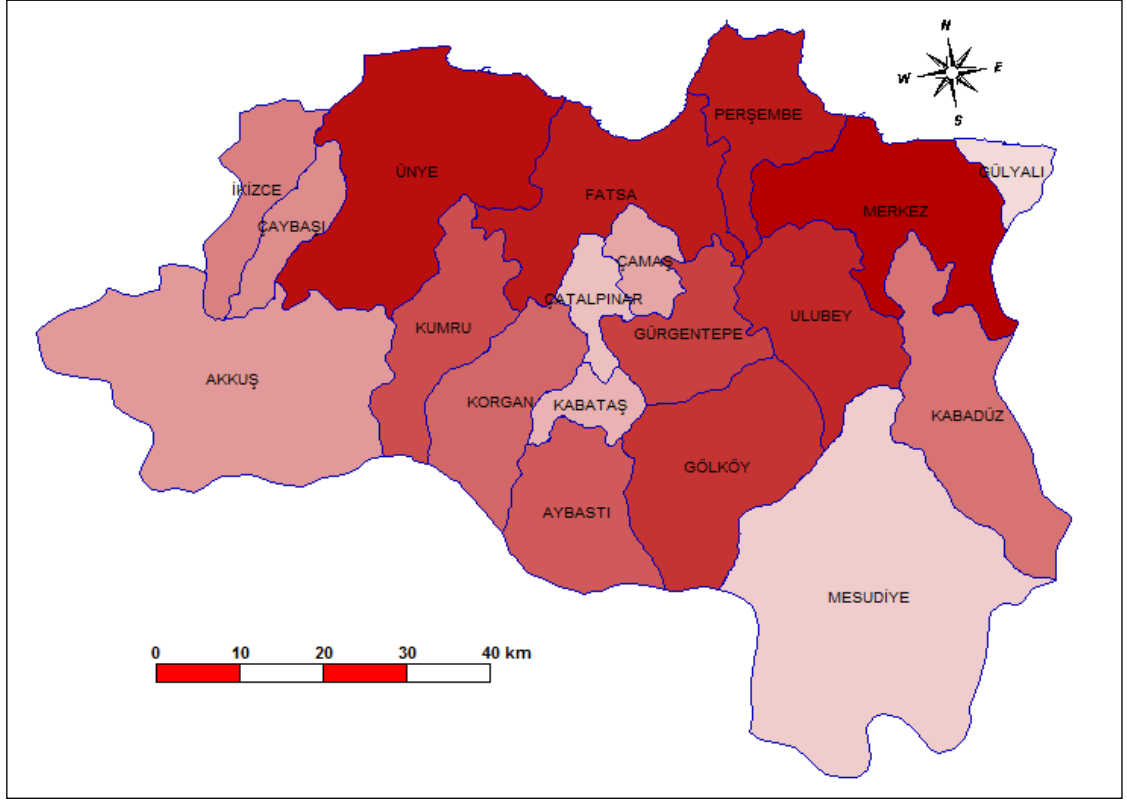 N
W
E
S
PERŞEMBE
GÜLYALI
ÜNYE
İKİZCE
FATSA
MERKEZ
ÇAYBAŞI
ÇAMAŞ
ÇATALPINAR
ULUBEY
KUMRU
GÜRGENTEPE
AKKUŞ
KORGAN
KABATAŞ
KABADÜZ
GÖLKÖY
AYBASTI
MESUDİYE
0 10 20 30 40 km